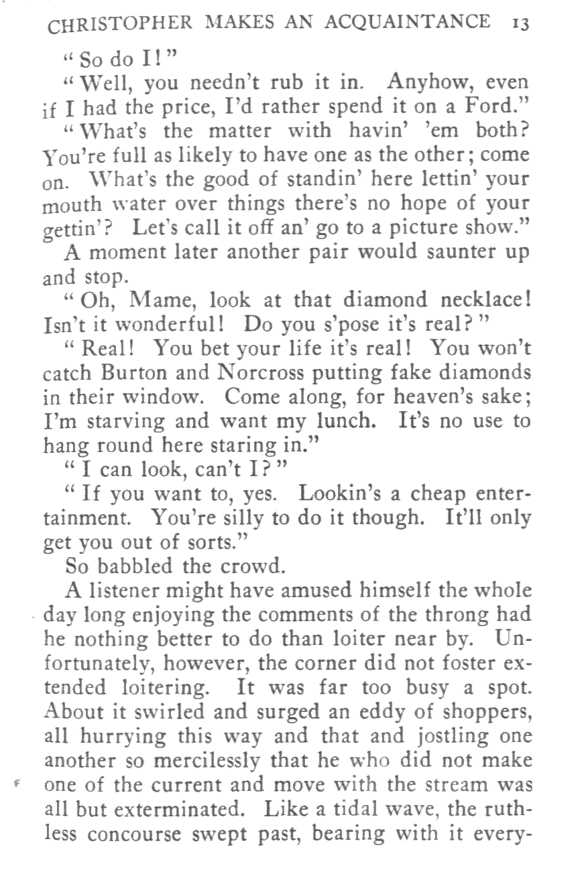 CHRISTOPHER MAKES AN ACQUAINTANCE 13
“ So do I! ”
“ Well, you needn’t rub it in. Anyhow, even
if I had the price, I’d rather spend it on a Ford.”
“ What’s the matter with havin’ ’em both?
You’re full as likely to have one as the other; come
on. What’s the good of standin’ here lettin’ your
mouth water over things there’s no hope of your
gettin’? Let’s call it off an’ go to a picture show.”
A moment later another pair would saunter up
and stop.
“ Oh, Mame, look at that diamond necklace!
Isn’t it wonderful! Do you s’pose it’s real? ”
“ Real! You bet your life it’s real! You won’t
catch Burton and Norcross putting fake diamonds
in their window. Come along, for heaven’s sake;
I’m starving and want my lunch. It’s no use to
hang round here staring in.”
“ I can look, can’t I? ”
“ If you want to, yes. Lookin’s a cheap enter-
tainment. You’re silly to do it though. It’ll only
get you out of sorts.”
So babbled the crowd.
A listener might have amused himself the whole
day long enjoying the comments of the throng had
he nothing better to do than loiter near by. Un-
fortunately, however, the corner did not foster ex-
tended loitering. It was far too busy a spot.
About it swirled and surged an eddy of shoppers,
all hurrying this way and that and jostling one
another so mercilessly that he who did not make
one of the current and move with the stream was
all but exterminated. Like a tidal wave, the ruth-
less concourse swept past, bearing with it every-